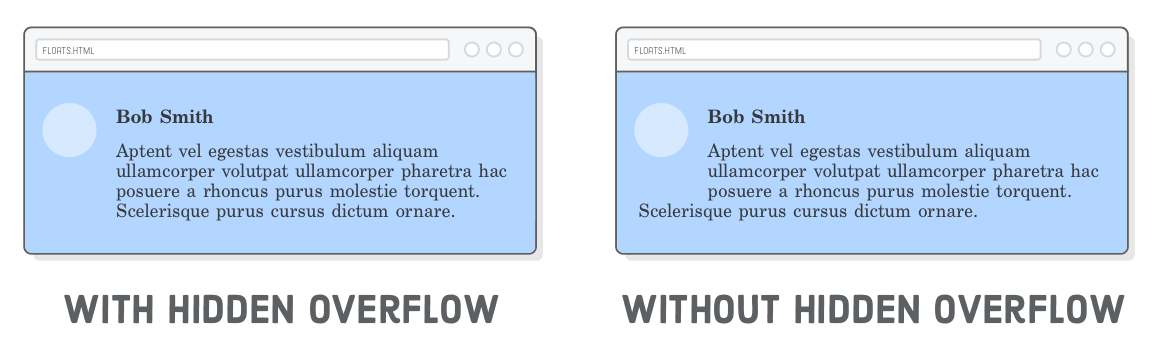 FLOATS.HTML
Bob Smith
Aptent vel egestas vestibulum aliquam
ullamcorper volutpat ullamcorper pharetra hac
posuere a rhoncus purus molestie torquent.
Scelerisque purus cursus dictum ornare.
WITH HIDDEN OVERFLOW
FLOATS.HTML
Bob Smith
Aptent vel egestas vestibulum aliquam
ullamcorper volutpat ullamcorper pharetra hac
posuere a rhoncus purus molestie torquent.
Scelerisque purus cursus dictum ornare.
WITHOUT HIDDEN OVERFLOW